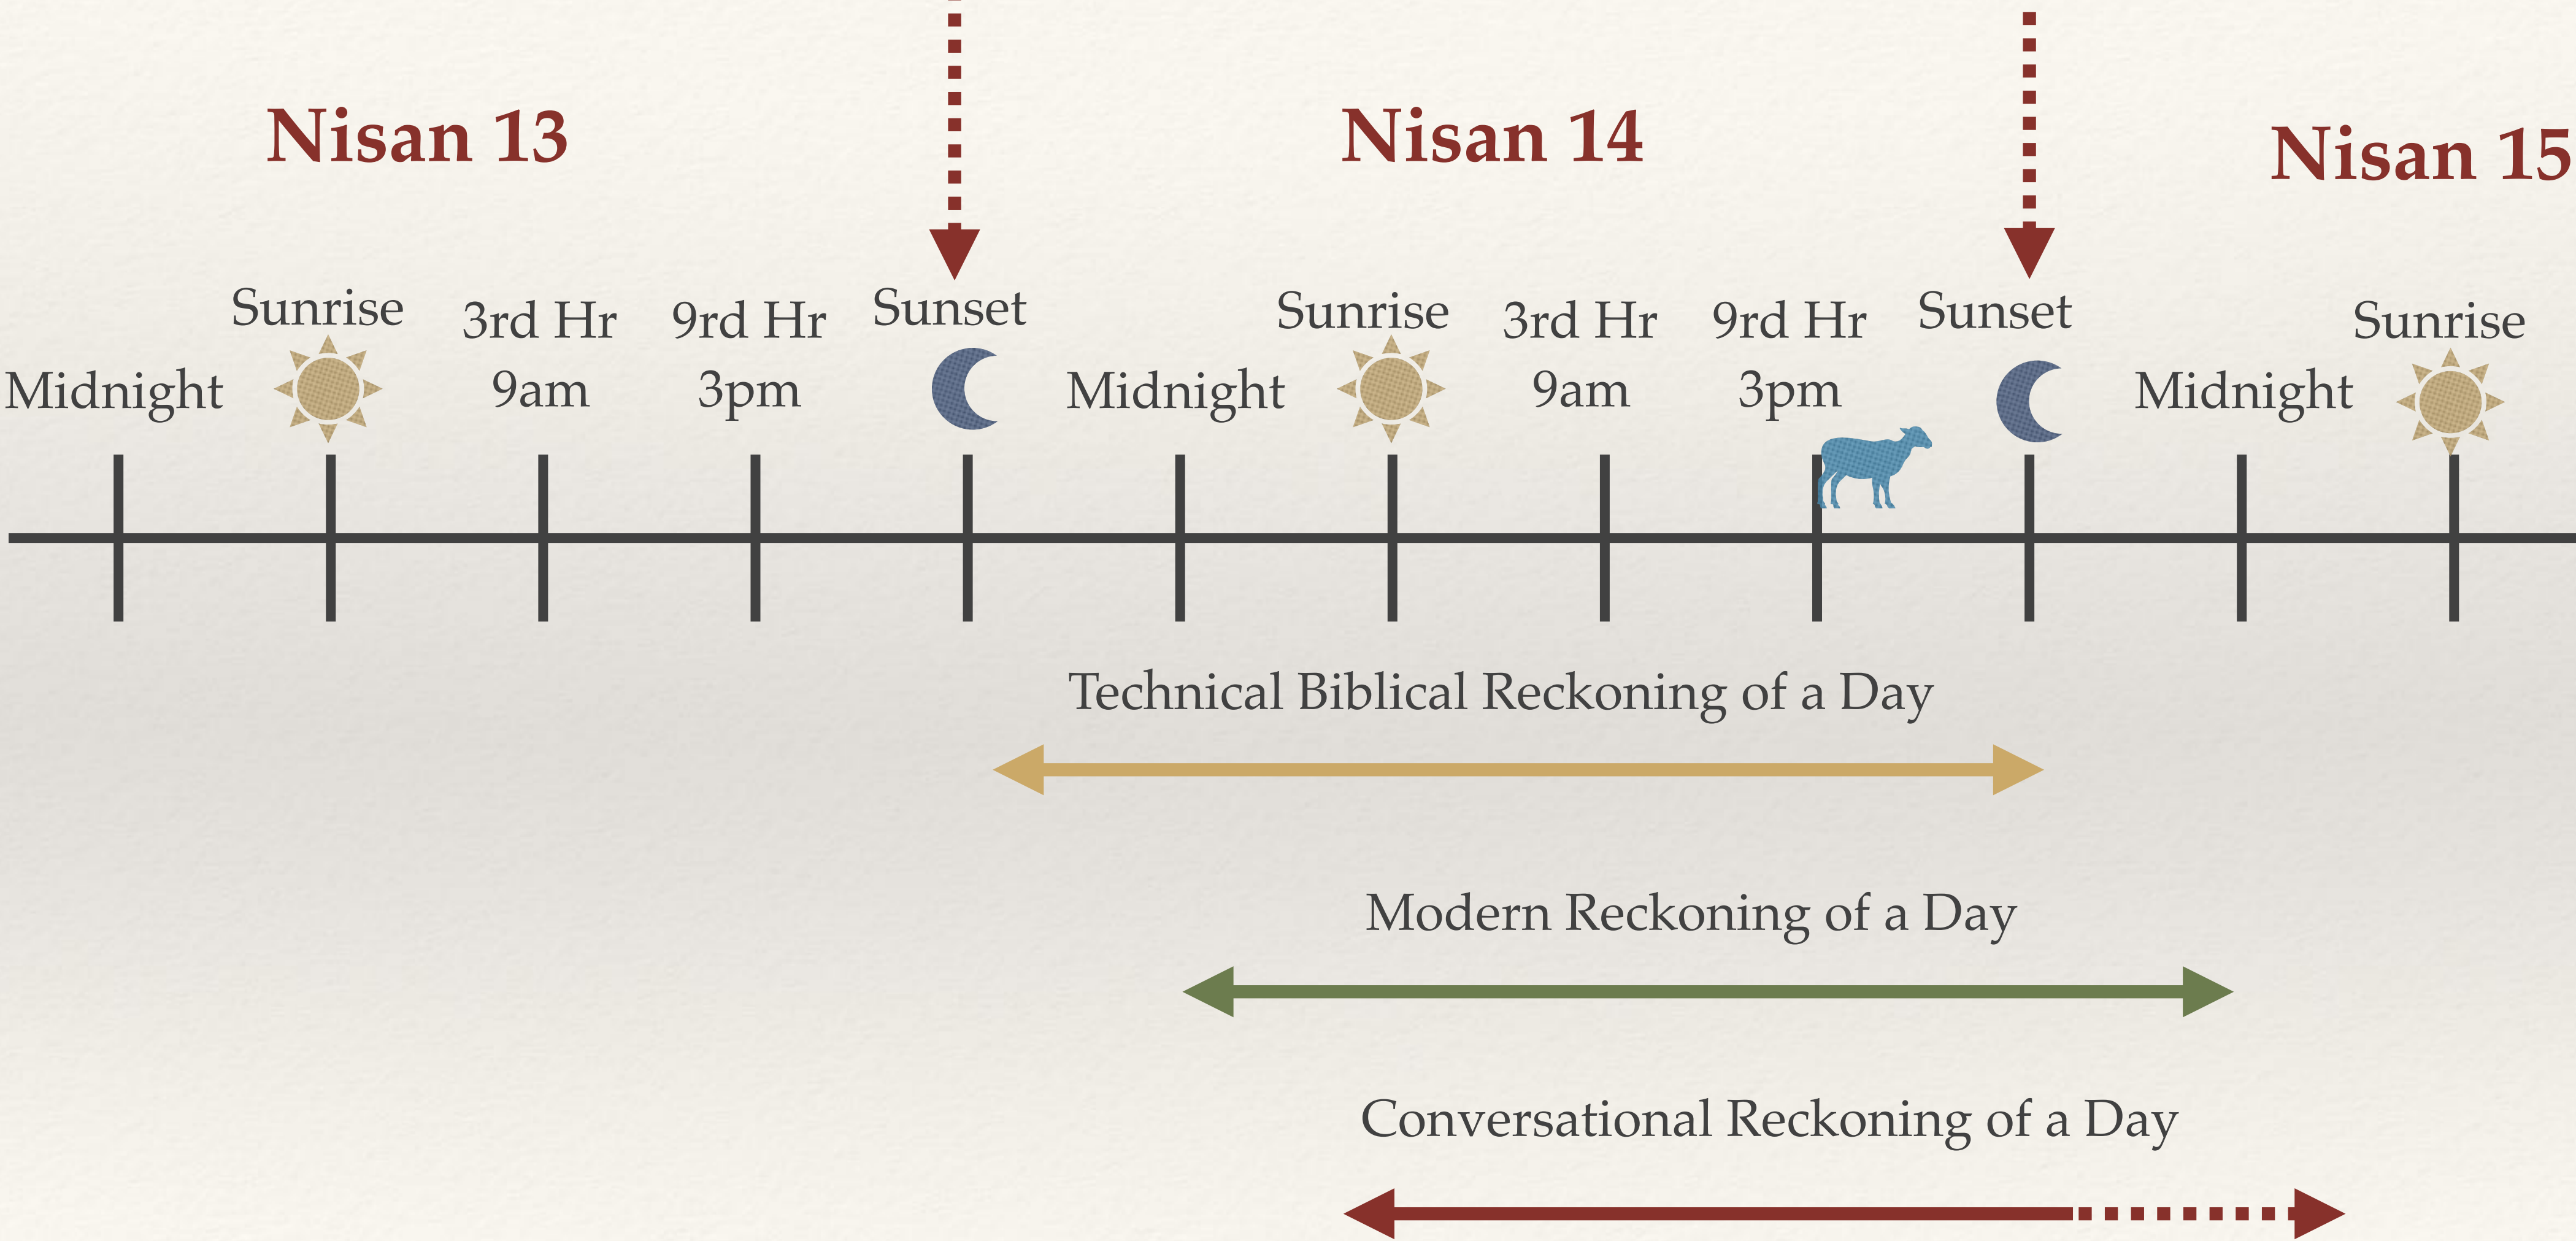 Nisan 13
Nisan 14
Nisan 15
Midnight
Sunrise
3rd Hr
9am
9rd Hr
3pm
Sunset
Midnight
Sunrise
3rd Hr
9am
9rd Hr
3pm
Sunset
Midnight
Sunrise
Technical Biblical Reckoning of a Day
Modern Reckoning of a Day
Conversational Reckoning of a Day